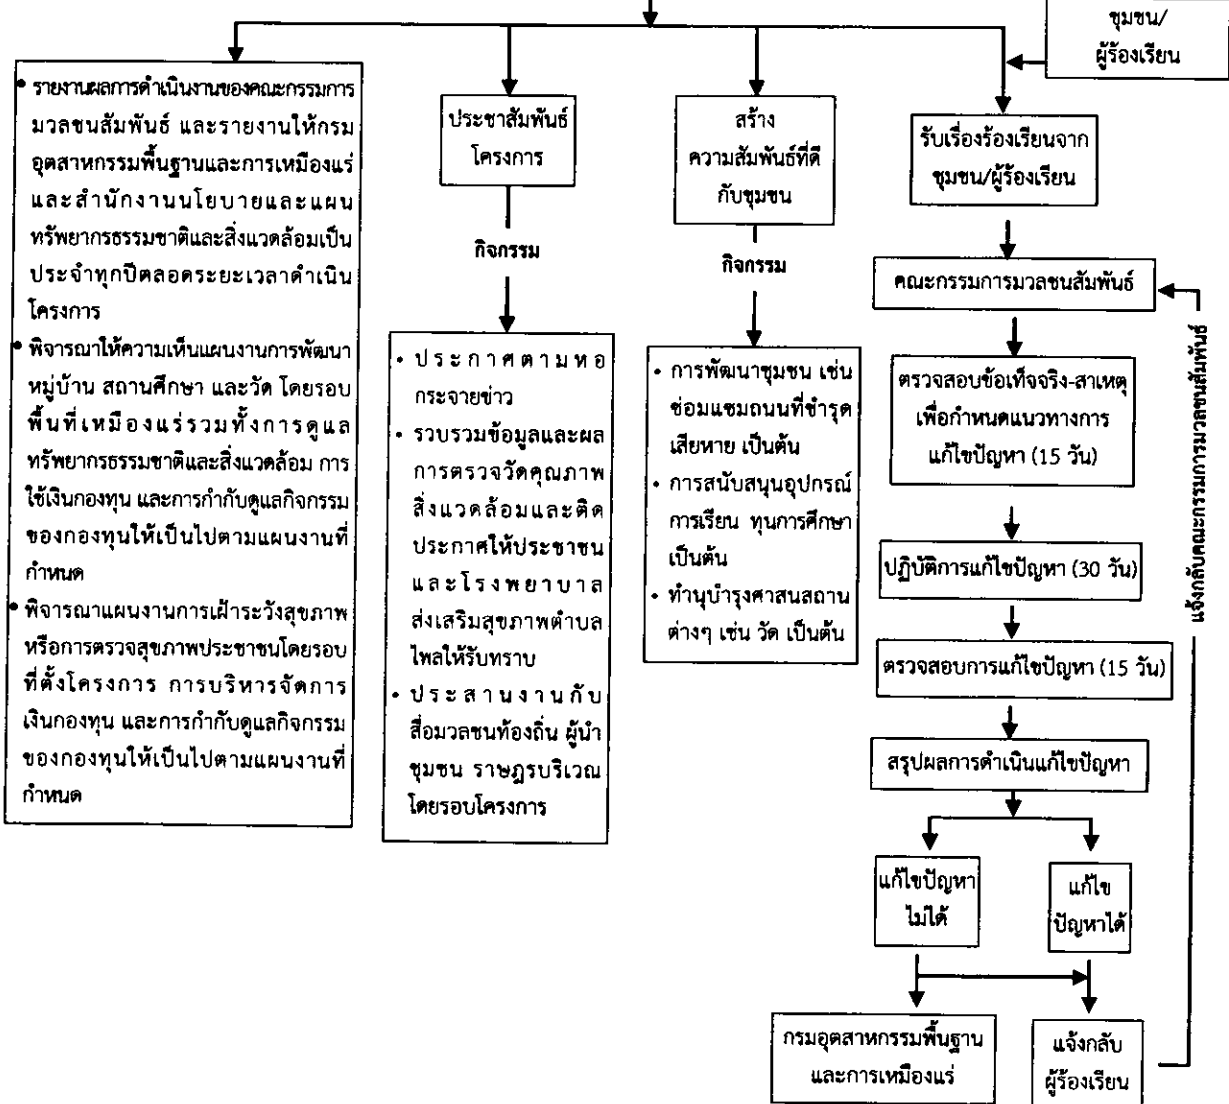 ชุมชน/
ผู้ร้องเรียน
• รายงานผลการดำเนินงานของคณะกรรมการ
มวลชนสัมพันธ์ และรายงานให้กรม
อุตสาหกรรมพื้นฐานและการเหมืองแร่
และสำนักงานนโยบายและแผน
ทรัพยากรธรรมชาติและสิ่งแวดล้อมเป็น
ประจำทุกปีตลอดระยะเวลาดำเนิน
โครงการ
• พิจารณาให้ความเห็นแผนงานการพัฒนา
หมู่บ้าน สถานศึกษา และวัด โดยรอบ
พื้นที่เหมืองแร่รวมทั้งการดูแล
ทรัพยากรธรรมชาติและสิ่งแวดล้อม การ
ใช้เงินกองทุน และการกำกับดูแลกิจกรรม
ของกองทุนให้เป็นไปตามแผนงานที่
กำหนด
• พิจารณาแผนงานการเฝ้าระวังสุขภาพ
หรือการตรวจสุขภาพประชาชนโดยรอบ
ที่ตั้งโครงการ การบริหารจัดการ
เงินกองทุน และการกำกับดูแลกิจกรรม
ของกองทุนให้เป็นไปตามแผนงานที่
กำหนด
ประชาสัมพันธ์
โครงการ
กิจกรรม
• ประกาศตามหอ
กระจายข่าว
• รวบรวมข้อมูลและผล
การตรวจวัดคุณภาพ
สิ่งแวดล้อมและติด
ประกาศให้ประชาชน
และโรงพยาบาล
ส่งเสริมสุขภาพตำบล
ไพลให้รับทราบ
• ประสานงานกับ
สื่อมวลชนท้องถิ่น ผู้นำ
ชุมชน ราษฎรบริเวณ
โดยรอบโครงการ
สร้าง
ความสัมพันธ์ที่ดี
กับชุมชน
กิจกรรม
• การพัฒนาชุมชน เช่น
ซ่อมแซมถนนที่ชำรุด
เสียหาย เป็นต้น
• การสนับสนุนอุปกรณ์
การเรียน ทุนการศึกษา
เป็นต้น
• ทำนุบำรุงศาสนสถาน
ต่างๆ เช่น วัด เป็นต้น
รับเรื่องร้องเรียนจาก
ชุมชน/ผู้ร้องเรียน
คณะกรรมการมวลชนสัมพันธ์
ตรวจสอบข้อเท็จจริง-สาเหตุ
เพื่อกำหนดแนวทางการ
แก้ไขปัญหา (15 วัน)
ปฏิบัติการแก้ไขปัญหา (30 วัน)
ตรวจสอบการแก้ไขปัญหา (15 วัน)
สรุปผลการดำเนินแก้ไขปัญหา
แก้ไขปัญหา
ไม่ได้
แก้ไข
ปัญหาได้
กรมอุตสาหกรรมพื้นฐาน
และการเหมืองแร่
แจ้งกลับ
ผู้ร้องเรียน
แจ้งกลับคณะกรรมการมวลชนสัมพันธ์